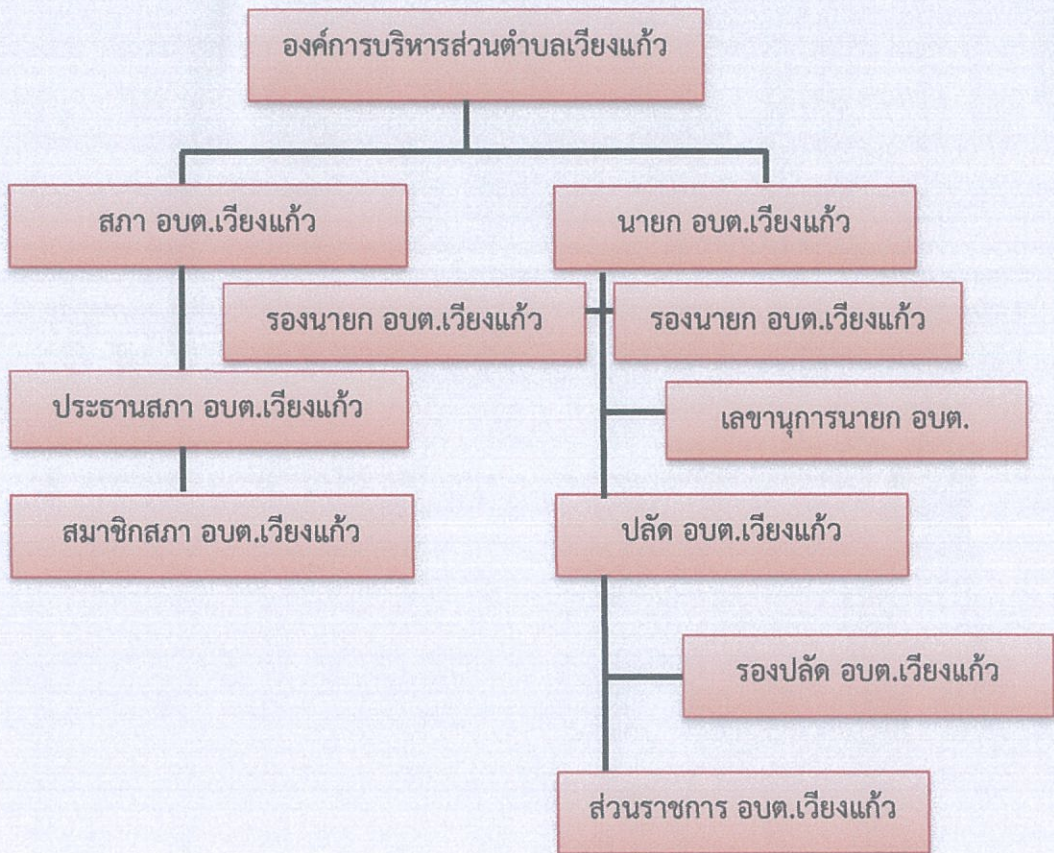 องค์การบริหารส่วนตำบลเวียงแก้ว
สภา อบต.เวียงแก้ว
นายก อบต.เวียงแก้ว
รองนายก อบต.เวียงแก้ว
รองนายก อบต.เวียงแก้ว
ประธานสภา อบต.เวียงแก้ว
เลขานุการนายก อบต.
สมาชิกสภา อบต.เวียงแก้ว
ปลัด อบต.เวียงแก้ว
รองปลัด อบต.เวียงแก้ว
ส่วนราชการ อบต.เวียงแก้ว